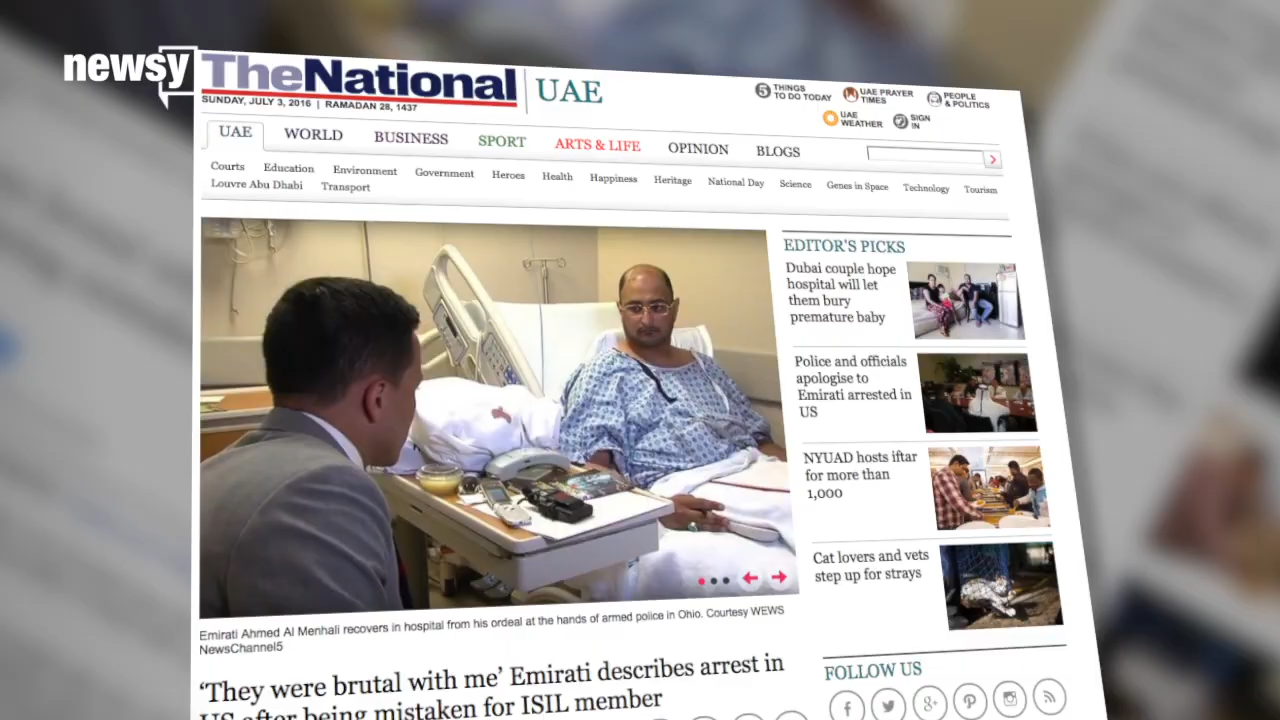 newsy
TheNational
UAE
SUNDAY, JULY 3, 2016 | RAMADAN 28, 1437
5 THINGS
TO DO TODAY
UAE PRAYER
TIMES
PEOPLE
& POLITICS
UAE
WEATHER
SIGN
IN
UAE WORLD BUSINESS SPORT ARTS & LIFE OPINION BLOGS
Courts Education Environment Government Heroes Health Happiness Heritage National Day Science Genes in Space Technology Tourism
Louvre Abu Dhabi Transport
EDITOR'S PICKS
Dubai couple hope
hospital will let
them bury
premature baby
Police and officials
apologise to
Emirati arrested in
US
NYUAD hosts iftar
for more than
1,000
Cat lovers and vets
step up for strays
Emirati Ahmed Al Menhali recovers in hospital from his ordeal at the hands of armed police in Ohio. Courtesy WEWS
NewsChannel5
‘They were brutal with me’ Emirati describes arrest in
US after being mistaken for ISIL member
FOLLOW US